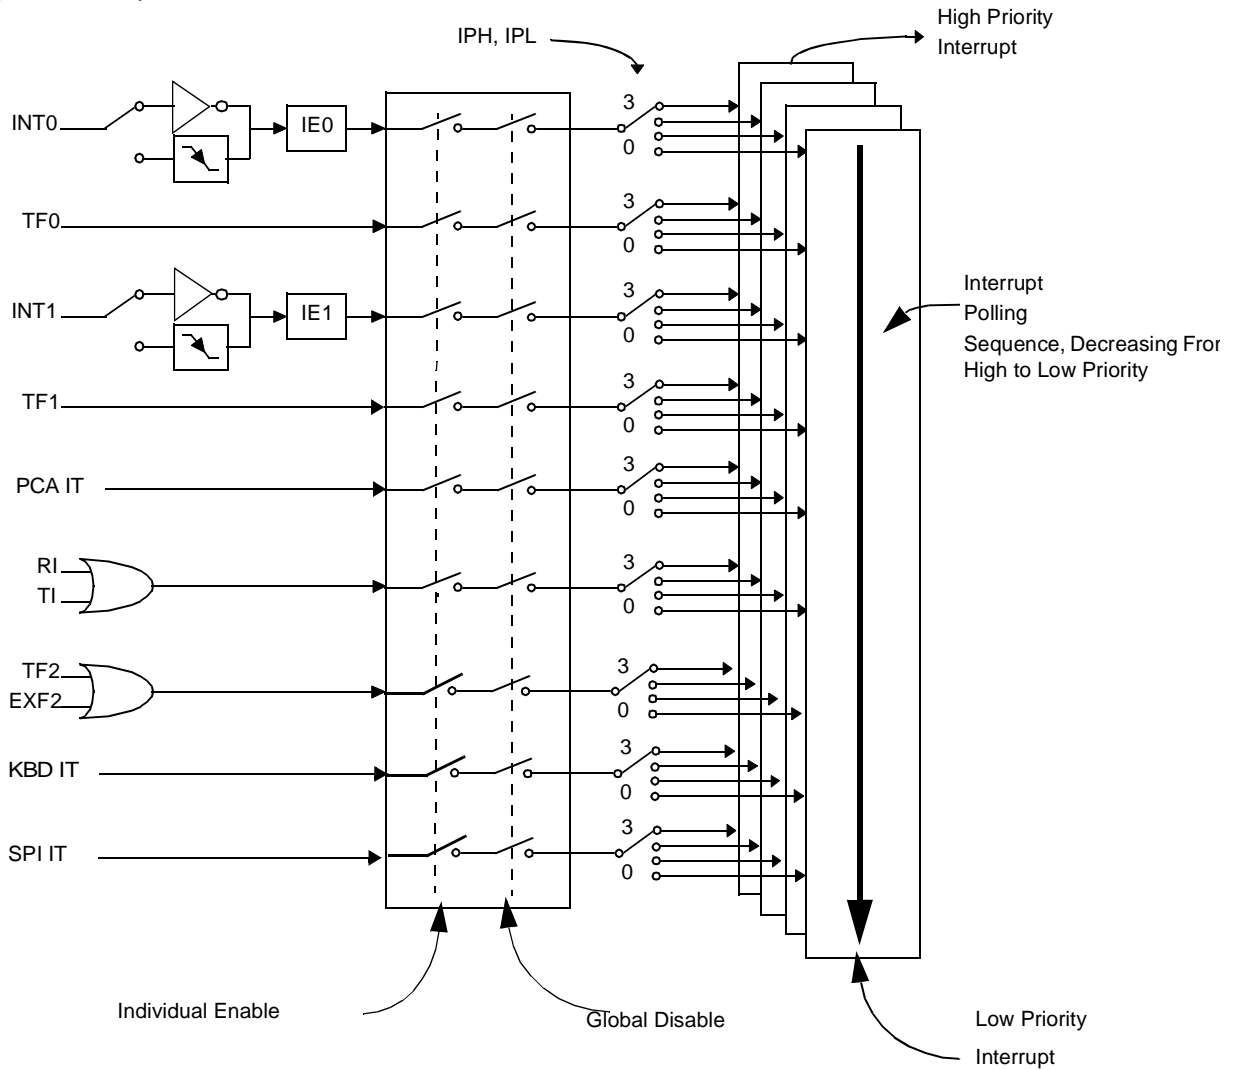 High Priority
Interrupt
IPH, IPL
INT0
IE0
3
0
TF0
3
0
INT1
IE1
3
0
Interrupt
Polling
Sequence, Decreasing Fror
High to Low Priority
TF1
3
0
PCA IT
3
0
RI
TI
3
0
TF2
EXF2
3
0
KBD IT
3
0
SPI IT
3
0
Individual Enable
Global Disable
Low Priority
Interrupt